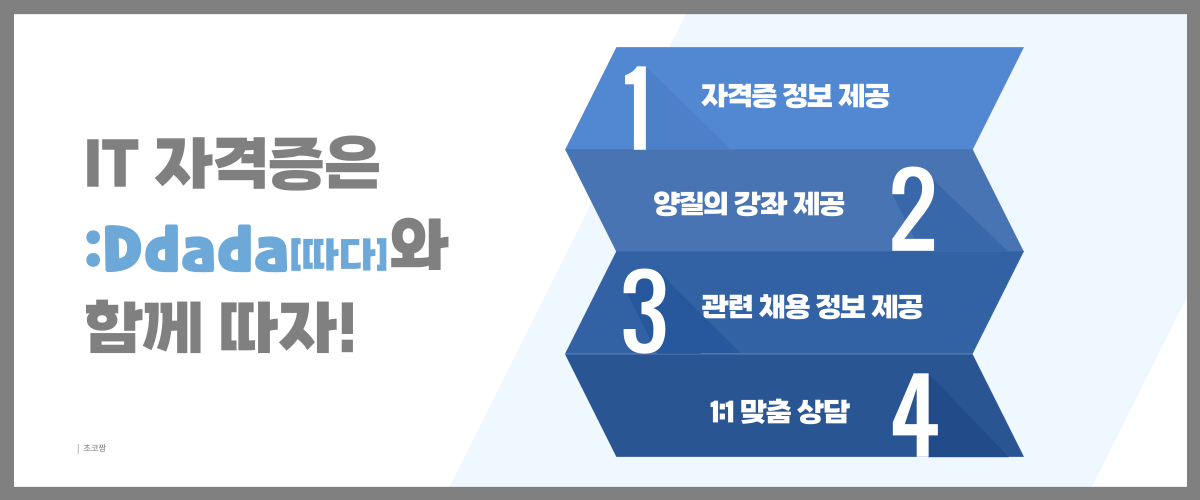 IT 자격증은
:Ddada[따다]와
함께 따자!
| 초코짱
1 자격증 정보 제공
양질의 강좌 제공 2
3 관련 채용 정보 제공
1:1 맞춤 상담 4